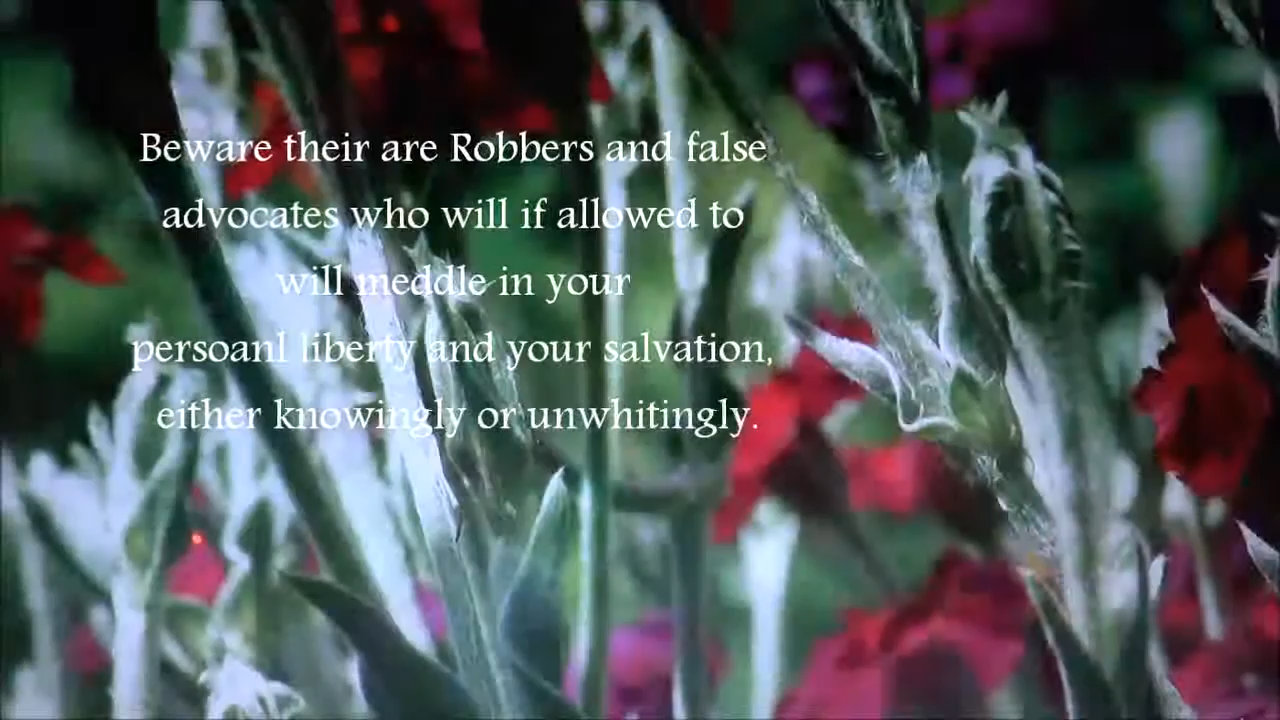 Beware their are Robbers and false
advocates who will if allowed to
will meddle in your
persoanl liberty and your salvation,
either knowingly or unwhitingly.